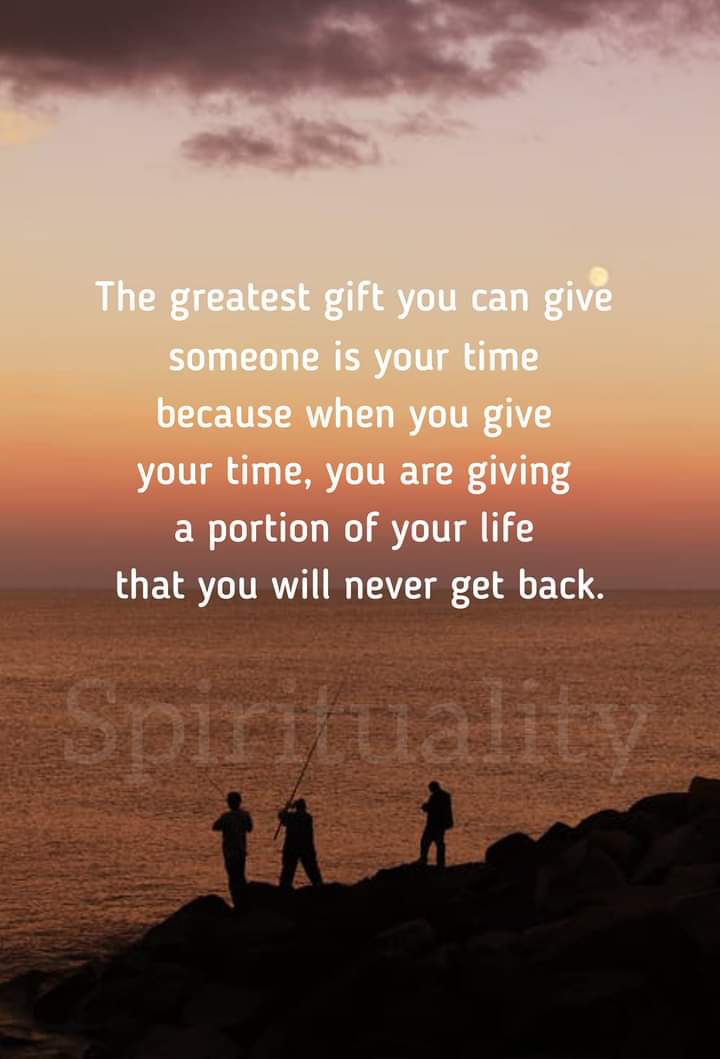 The greatest gift you can give
someone is your time
because when you give
your time, you are giving
a portion of your life
that you will never get back.
Spirituality